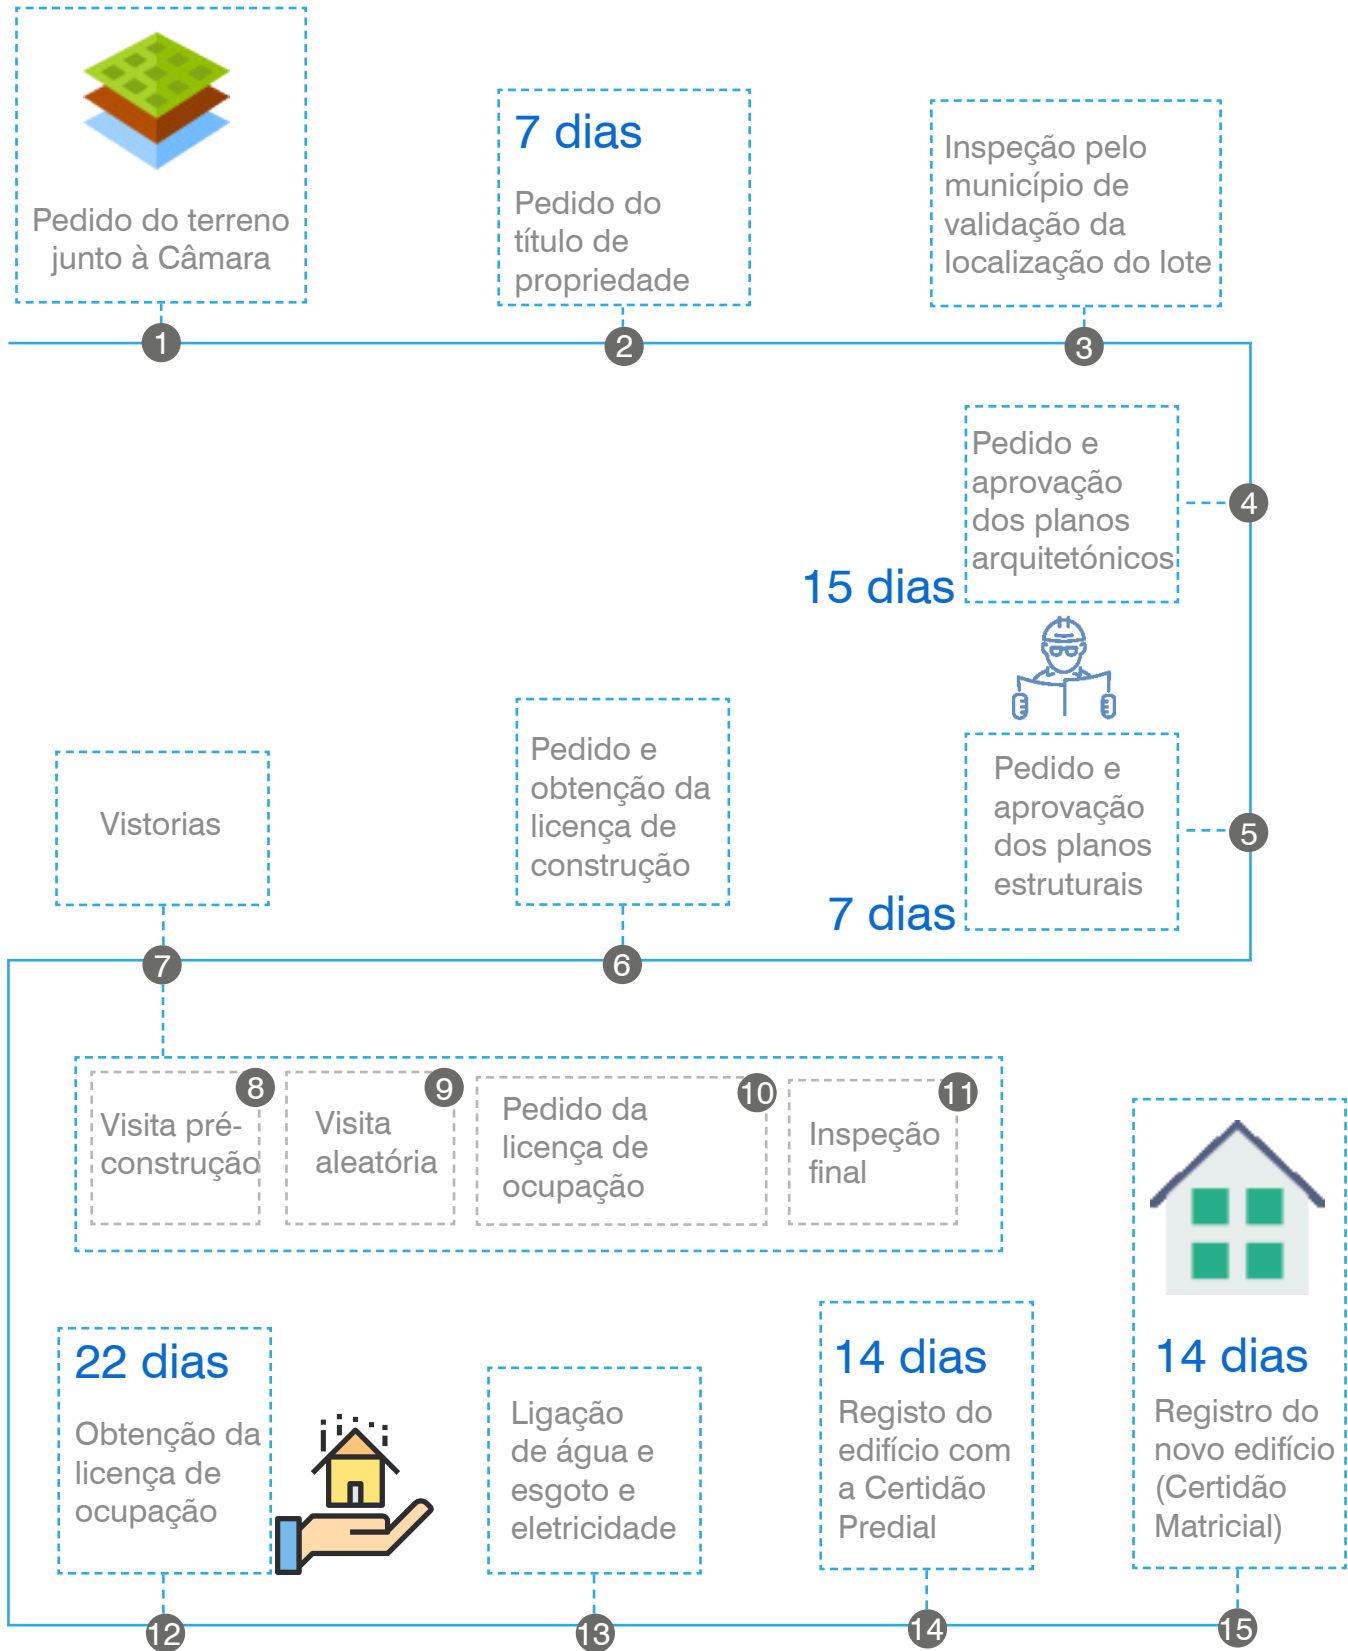 Pedido do terreno
junto à Câmara
1
7 dias
Pedido do
título de
propriedade
2
Inspeção pelo
município de
validação da
localização do lote
3
Pedido e
aprovação
dos planos
arquitetónicos
15 dias
4
Pedido e
aprovação
dos planos
estruturais
7 dias
5
Pedido e
obtenção da
licença de
construção
6
Vistorias
7
8
Visita pré-
construção
9
Visita
aleatória
10
Pedido da
licença de
ocupação
11
Inspeção
final
22 dias
Obtenção da
licença de
ocupação
12
Ligação
de água e
esgoto e
eletricidade
13
14 dias
Registo do
edifício com
a Certidão
Predial
14
14 dias
Registro do
novo edifício
(Certidão
Matricial)
15